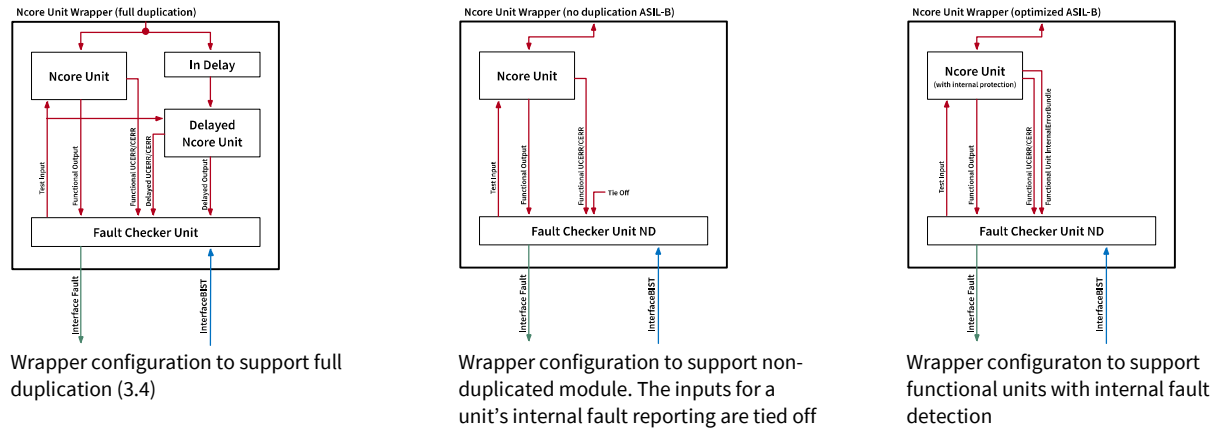 Ncore Unit Wrapper (full duplication)
Ncore Unit
In Delay
Delayed
Ncore Unit
Test Input
Functional Output
Functional UCERR/CERR
Delayed UCERR/CERR
Delayed Output
Fault Checker Unit
Interface Fault
InterfaceBIST
Wrapper configuration to support full
duplication (3.4)
Ncore Unit Wrapper (no duplication ASIL-B)
Ncore Unit
Test Input
Functional Output
Functional UCERR/CERR
Tie Off
Fault Checker Unit ND
Interface Fault
InterfaceBIST
Wrapper configuration to support non-
duplicated module. The inputs for a
unit's internal fault reporting are tied off
Ncore Unit Wrapper (optimized ASIL-B)
Ncore Unit
(with internal protection)
Test Input
Functional Output
Functional UCERR/CERR
Functional Unit InternalErrorBundle
Fault Checker Unit ND
Interface Fault
InterfaceBIST
Wrapper configuraton to support
functional units with internal fault
detection